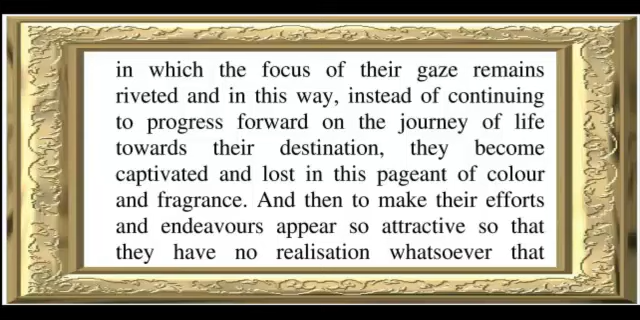 in which the focus of their gaze remains
riveted and in this way, instead of continuing
to progress forward on the journey of life
towards their destination, they become
captivated and lost in this pageant of colour
and fragrance. And then to make their efforts
and endeavours appear so attractive so that
they have no realisation whatsoever that